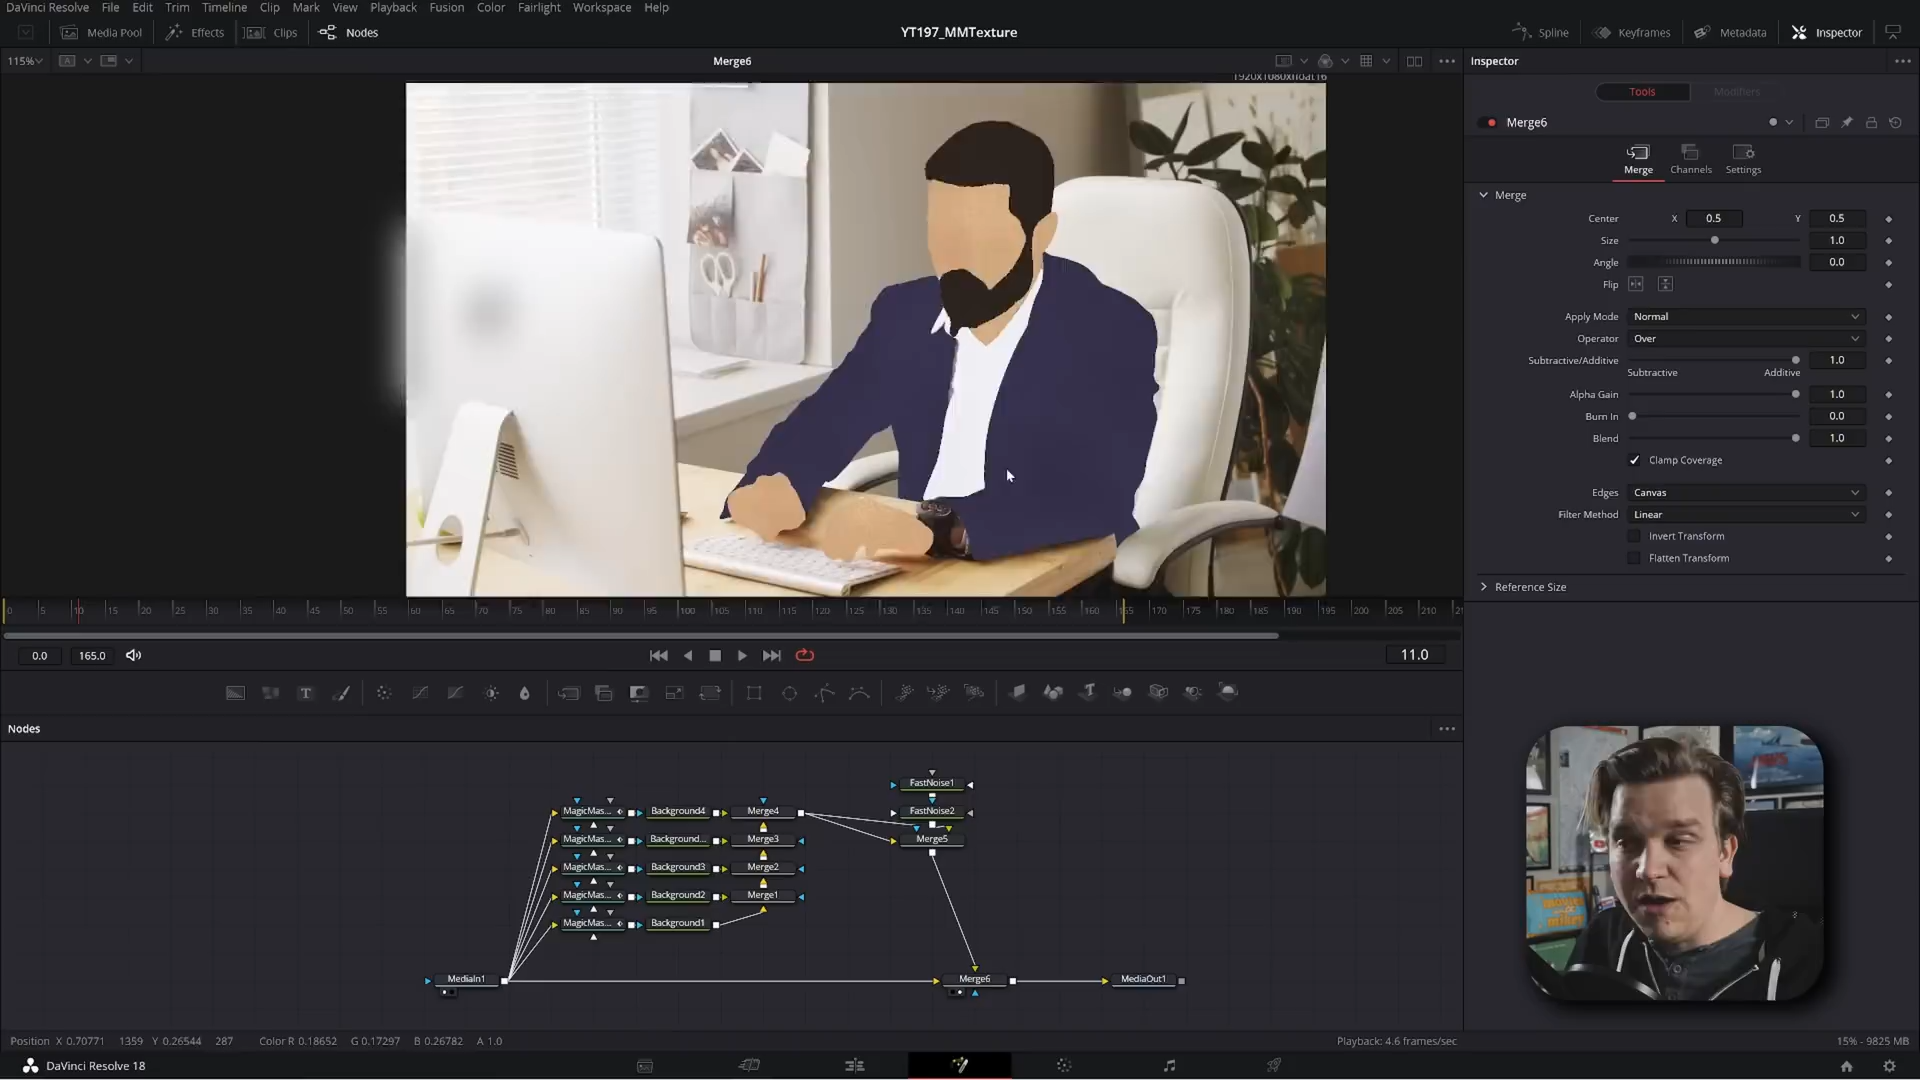 DaVinci Resolve File Edit Trim Timeline Clip Mark View Playback Fusion Color Fairlight Workspace Help
Media Pool Effects Clips Nodes YT197_MMTexture Spline Keyframes Metadata Inspector
115% Merge6 Inspector
1920x1080xfloat16
Tools Modifiers
Merge6
Merge Channels Settings
Merge
Center X 0.5 Y 0.5
Size 1.0
Angle 0.0
Flip
Apply Mode Normal
Operator Over
Subtractive/Additive 1.0
Subtractive Additive
Alpha Gain 1.0
Burn In 0.0
Blend 1.0
Clamp Coverage
Edges Canvas
Filter Method Linear
Invert Transform
Flatten Transform
Reference Size
0 5 10 15 20 25 30 35 40 45 50 55 60 65 70 75 80 85 90 95 100 105 110 115 120 125 130 135 140 145 150 155 160 165 170 175 180 185 190 195 200 205 210
0.0 165.0 11.0
Nodes
FastNoise1
MagicMas... Background4 Merge4 FastNoise2
MagicMas... Background... Merge3 Merge5
MagicMas... Background3 Merge2
MagicMas... Background2 Merge1
MagicMas... Background1
MediaIn1 Merge6 MediaOut1
Position X 0.70771 1359 Y 0.26544 287 Color R 0.18652 G 0.17297 B 0.26782 A 1.0 Playback: 4.6 frames/sec 15% - 9825 MB
DaVinci Resolve 18